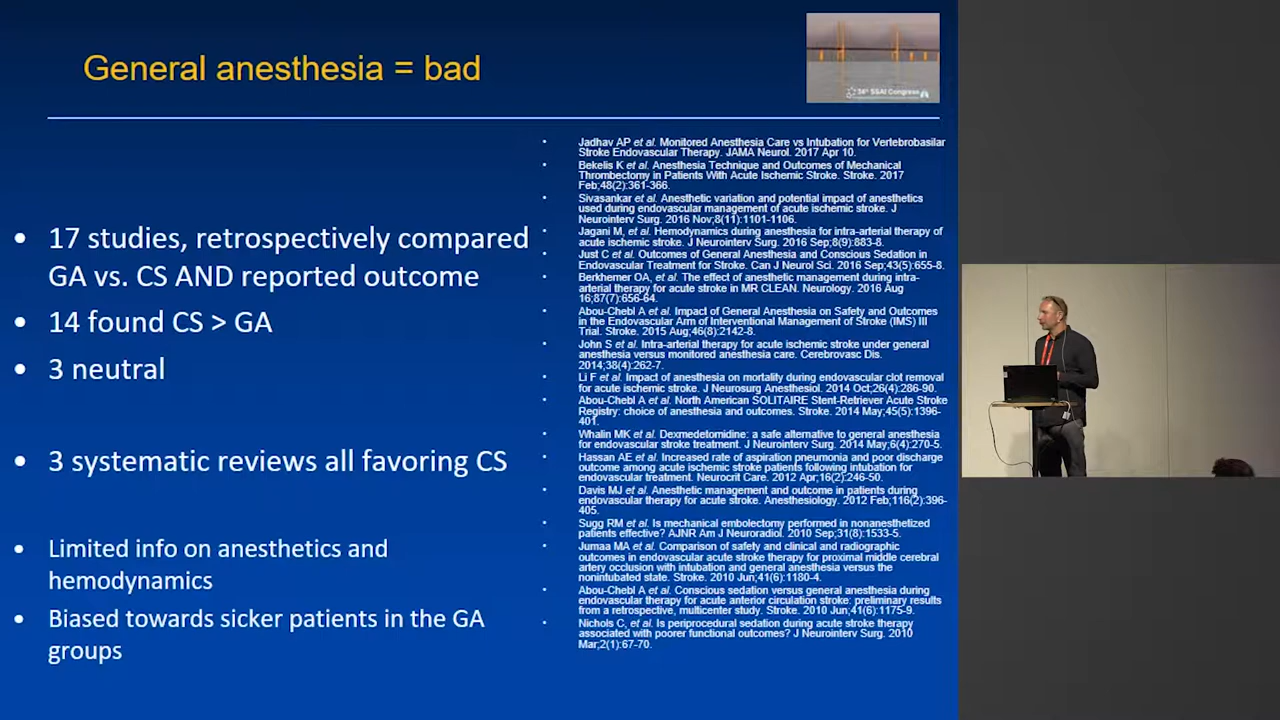 General anesthesia = bad
34th SSAI Congress
• 17 studies, retrospectively compared
GA vs. CS AND reported outcome
• 14 found CS > GA
• 3 neutral
• 3 systematic reviews all favoring CS
• Limited info on anesthetics and
hemodynamics
• Biased towards sicker patients in the GA
groups
• Jadhav AP et al. Monitored Anesthesia Care vs Intubation for Vertebrobasilar
Stroke Endovascular Therapy. JAMA Neurol. 2017 Apr 10.
• Bekelis K et al. Anesthesia Technique and Outcomes of Mechanical
Thrombectomy in Patients With Acute Ischemic Stroke. Stroke. 2017
Feb;48(2):361-366.
• Sivasankar et al. Anesthetic variation and potential impact of anesthetics
used during endovascular management of acute ischemic stroke. J
Neurointerv Surg. 2016 Nov;8(11):1101-1106.
• Jagani M, et al. Hemodynamics during anesthesia for intra-arterial therapy of
acute ischemic stroke. J Neurointerv Surg. 2016 Sep;8(9):883-8.
• Just C et al. Outcomes of General Anesthesia and Conscious Sedation in
Endovascular Treatment for Stroke. Can J Neurol Sci. 2016 Sep;43(5):655-8.
• Berkhemer OA, et al. The effect of anesthetic management during intra-
arterial therapy for acute stroke in MR CLEAN. Neurology. 2016 Aug
16;87(7):656-64.
• Abou-Chebl A et al. Impact of General Anesthesia on Safety and Outcomes
in the Endovascular Arm of Interventional Management of Stroke (IMS) III
Trial. Stroke. 2015 Aug;46(8):2142-8.
• John S et al. Intra-arterial therapy for acute ischemic stroke under general
anesthesia versus monitored anesthesia care. Cerebrovasc Dis.
2014;38(4):262-7.
• Li F et al. Impact of anesthesia on mortality during endovascular clot removal
for acute ischemic stroke. J Neurosurg Anesthesiol. 2014 Oct;26(4):286-90.
• Abou-Chebl A et al. North American SOLITAIRE Stent-Retriever Acute Stroke
Registry: choice of anesthesia and outcomes. Stroke. 2014 May;45(5):1396-
401.
• Whalin MK et al. Dexmedetomidine: a safe alternative to general anesthesia
for endovascular stroke treatment. J Neurointerv Surg. 2014 May;6(4):270-5.
• Hassan AE et al. Increased rate of aspiration pneumonia and poor discharge
outcome among acute ischemic stroke patients following intubation for
endovascular treatment. Neurocrit Care. 2012 Apr;16(2):246-50.
• Davis MJ et al. Anesthetic management and outcome in patients during
endovascular therapy for acute stroke. Anesthesiology. 2012 Feb;116(2):396-
405.
• Sugg RM et al. Is mechanical embolectomy performed in nonanesthetized
patients effective? AJNR Am J Neuroradiol. 2010 Sep;31(8):1533-5.
• Jumaa MA et al. Comparison of safety and clinical and radiographic
outcomes in endovascular acute stroke therapy for proximal middle cerebral
artery occlusion with intubation and general anesthesia versus the
nonintubated state. Stroke. 2010 Jun;41(6):1180-4.
• Abou-Chebl A et al. Conscious sedation versus general anesthesia during
endovascular therapy for acute anterior circulation stroke: preliminary results
from a retrospective, multicenter study. Stroke. 2010 Jun;41(6):1175-9.
• Nichols C, et al. Is periprocedural sedation during acute stroke therapy
associated with poorer functional outcomes? J Neurointerv Surg. 2010
Mar;2(1):67-70.